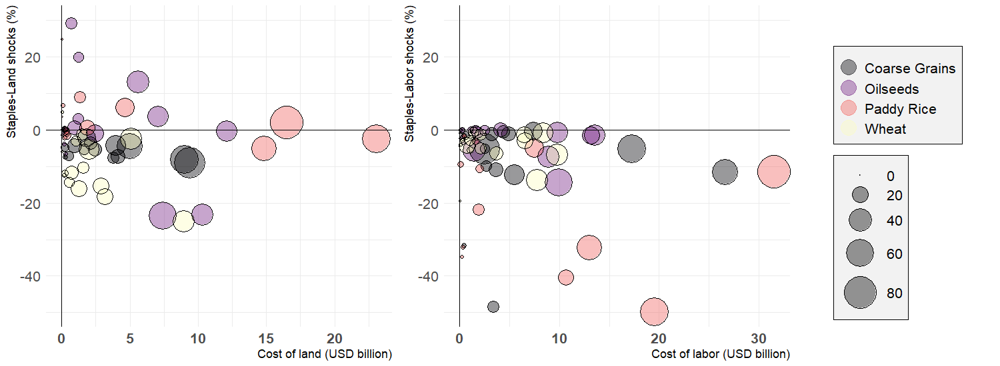 Staples-Land shocks (%)
20
0
-20
-40
0 5 10 15 20
Cost of land (USD billion)
Staples-Labor shocks (%)
20
0
-20
-40
0 10 20 30
Cost of labor (USD billion)
Coarse Grains
Oilseeds
Paddy Rice
Wheat
0
20
40
60
80